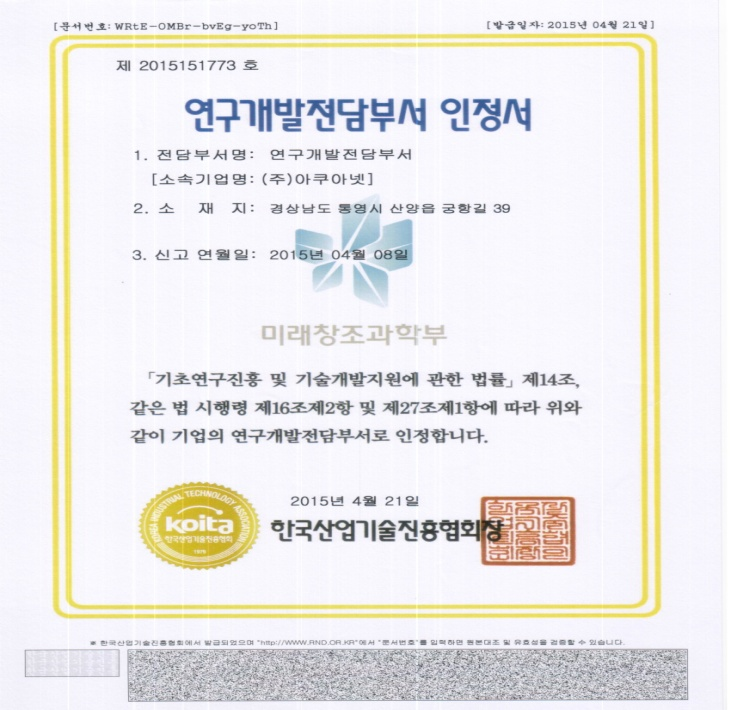 [문서번호: WRtE-OMBr-bvEg-yoTh]
[발급일자: 2015년 04월 21일]
제 2015151773 호
연구개발전담부서 인정서
1. 전담부서명: 연구개발전담부서
[소속기업명: (주)아쿠아넷]
2. 소 재 지: 경상남도 통영시 산양읍 궁항길 39
3. 신고 연월일: 2015년 04월 08일
미래창조과학부
「기초연구진흥 및 기술개발지원에 관한 법률」제14조,
같은 법 시행령 제16조제2항 및 제27조제1항에 따라 위와
같이 기업의 연구개발전담부서로 인정합니다.
2015년 4월 21일
한국산업기술진흥협회장
KOREA INDUSTRIAL TECHNOLOGY ASSOCIATION
koita
한국산업기술진흥협회
1979
※ 한국산업기술진흥협회에서 발급되었으며 "http://WWW.RND.OR.KR"에서 "문서번호"를 입력하면 원본대조 및 유효성을 검증할 수 있습니다.